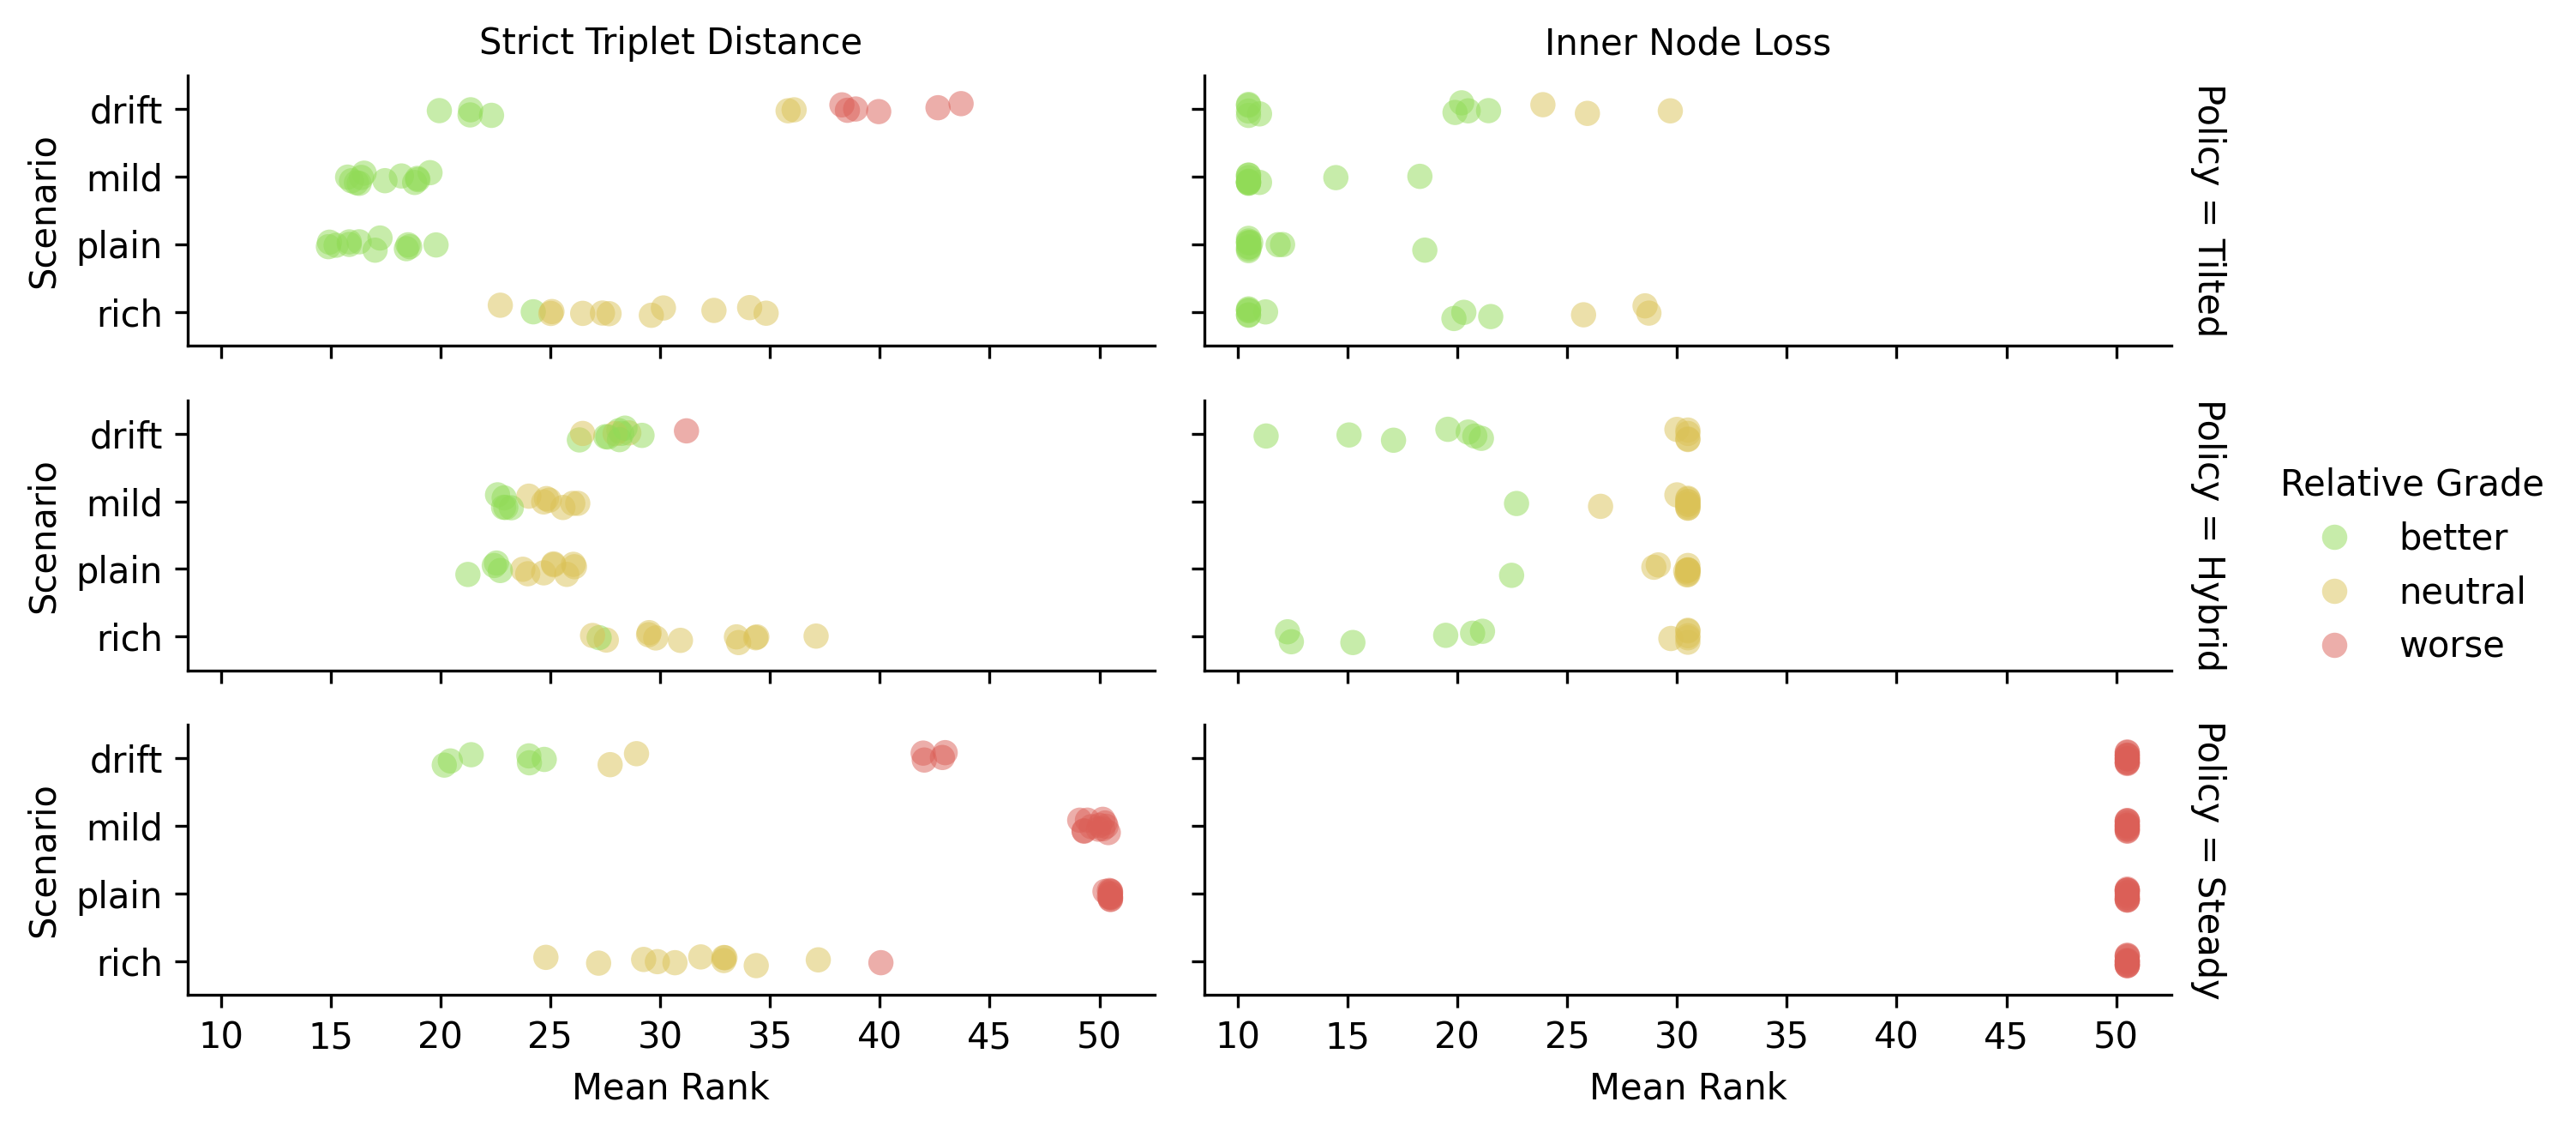 Strict Triplet Distance
Inner Node Loss
Scenario
drift
mild
plain
rich
Policy = Tilted
Scenario
drift
mild
plain
rich
Policy = Hybrid
Relative Grade
better
neutral
worse
Scenario
drift
mild
plain
rich
Policy = Steady
10 15 20 25 30 35 40 45 50
10 15 20 25 30 35 40 45 50
Mean Rank
Mean Rank